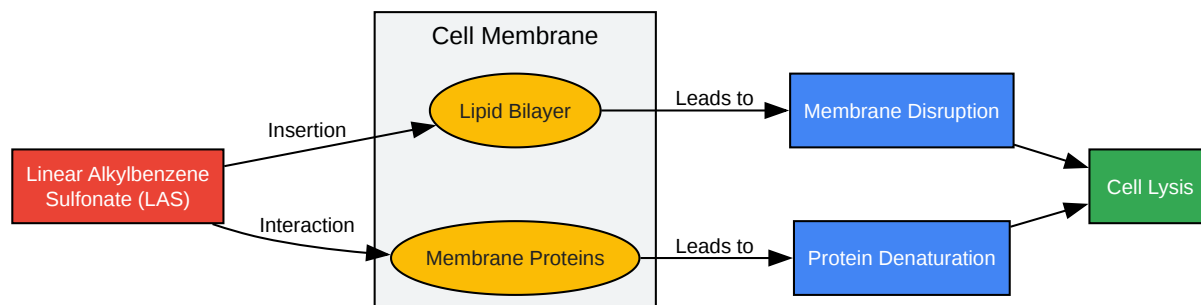 Cell Membrane
Linear Alkylbenzene
Sulfonate (LAS)
Insertion
Interaction
Lipid Bilayer
Membrane Proteins
Leads to
Leads to
Membrane Disruption
Protein Denaturation
Cell Lysis